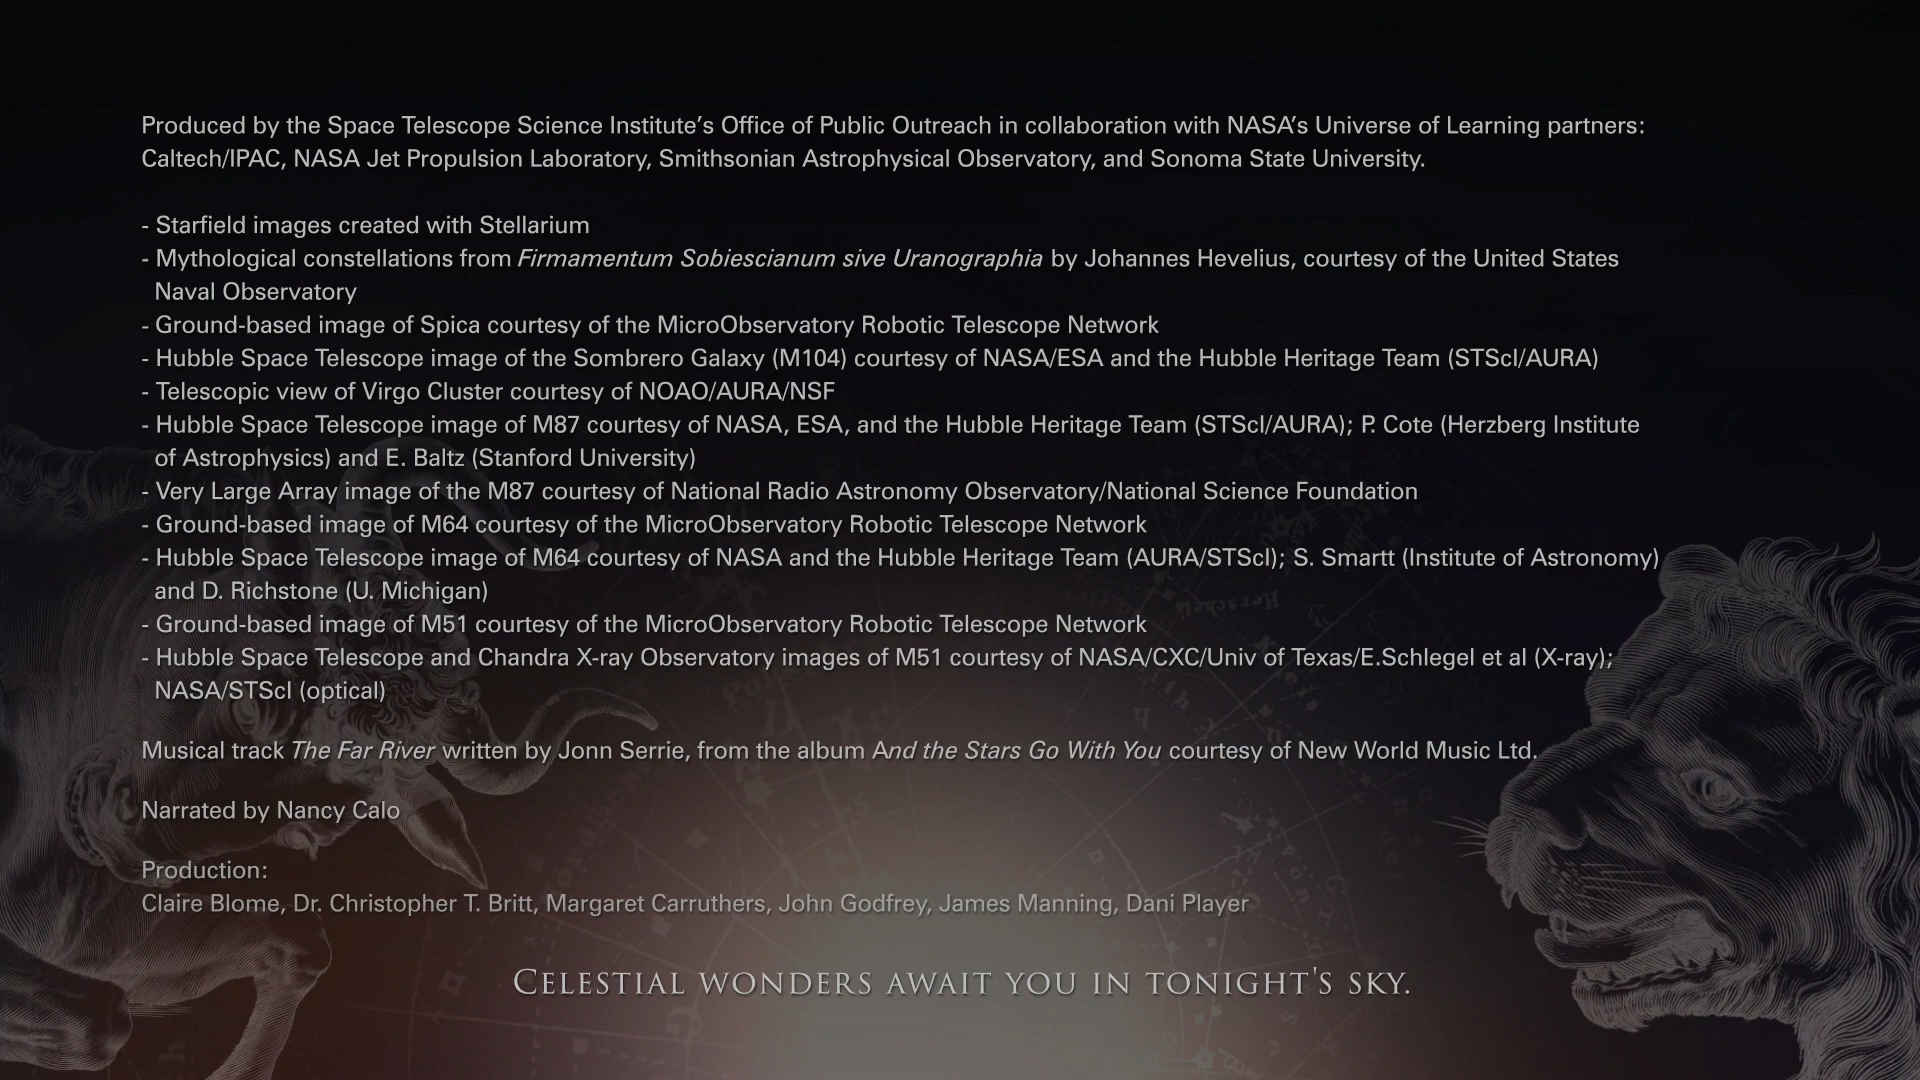 Produced by the Space Telescope Science Institute’s Office of Public Outreach in collaboration with NASA’s Universe of Learning partners:
Caltech/IPAC, NASA Jet Propulsion Laboratory, Smithsonian Astrophysical Observatory, and Sonoma State University.
- Starfield images created with Stellarium
- Mythological constellations from Firmamentum Sobiescianum sive Uranographia by Johannes Hevelius, courtesy of the United States
Naval Observatory
- Ground-based image of Spica courtesy of the MicroObservatory Robotic Telescope Network
- Hubble Space Telescope image of the Sombrero Galaxy (M104) courtesy of NASA/ESA and the Hubble Heritage Team (STScI/AURA)
- Telescopic view of Virgo Cluster courtesy of NOAO/AURA/NSF
- Hubble Space Telescope image of M87 courtesy of NASA, ESA, and the Hubble Heritage Team (STScI/AURA); P. Cote (Herzberg Institute
of Astrophysics) and E. Baltz (Stanford University)
- Very Large Array image of the M87 courtesy of National Radio Astronomy Observatory/National Science Foundation
- Ground-based image of M64 courtesy of the MicroObservatory Robotic Telescope Network
- Hubble Space Telescope image of M64 courtesy of NASA and the Hubble Heritage Team (AURA/STScI); S. Smartt (Institute of Astronomy)
and D. Richstone (U. Michigan)
- Ground-based image of M51 courtesy of the MicroObservatory Robotic Telescope Network
- Hubble Space Telescope and Chandra X-ray Observatory images of M51 courtesy of NASA/CXC/Univ of Texas/E.Schlegel et al (X-ray);
NASA/STScI (optical)
Musical track The Far River written by Jonn Serrie, from the album And the Stars Go With You courtesy of New World Music Ltd.
Narrated by Nancy Calo
Production:
Claire Blome, Dr. Christopher T. Britt, Margaret Carruthers, John Godfrey, James Manning, Dani Player
Celestial wonders await you in tonight's sky.